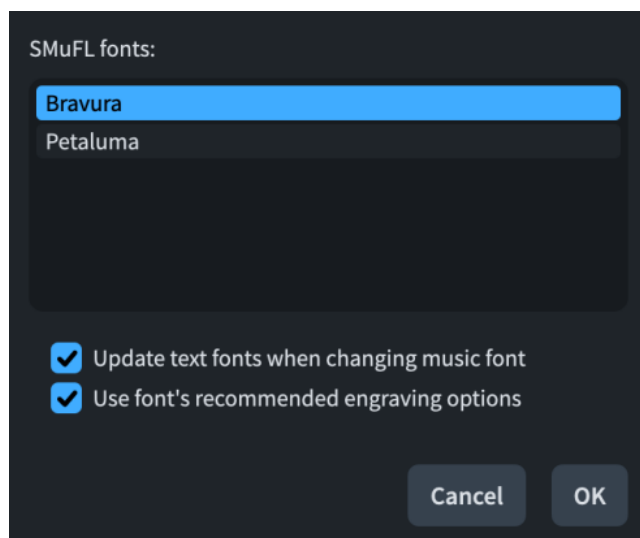 SMuFL fonts:
Bravura
Petaluma
Update text fonts when changing music font
Use font's recommended engraving options
Cancel OK